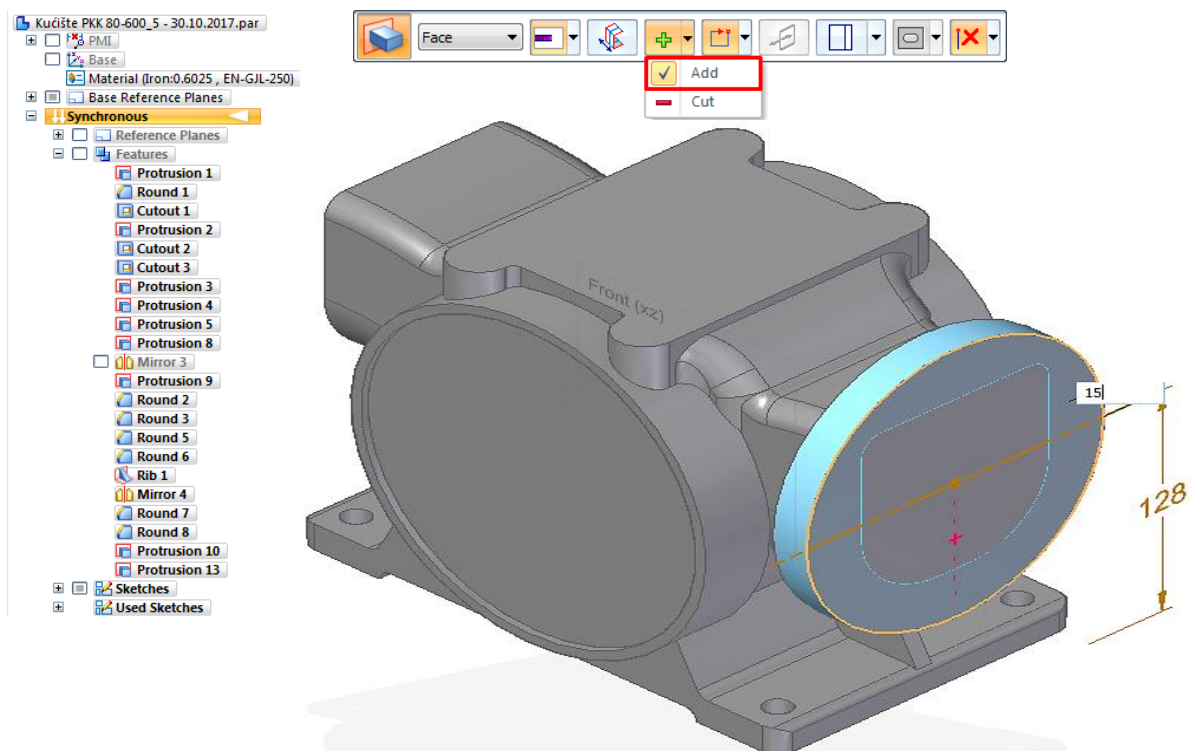 Kućište PKK 80-600_5 - 30.10.2017.par
PMI
Base
Material (Iron:0.6025 , EN-GJL-250)
Base Reference Planes
Synchronous
Reference Planes
Features
Protrusion 1
Round 1
Cutout 1
Protrusion 2
Cutout 2
Cutout 3
Protrusion 3
Protrusion 4
Protrusion 5
Protrusion 8
Mirror 3
Protrusion 9
Round 2
Round 3
Round 5
Round 6
Rib 1
Mirror 4
Round 7
Round 8
Protrusion 10
Protrusion 13
Sketches
Used Sketches
Face
Add
Cut
Front (xz)
15
128